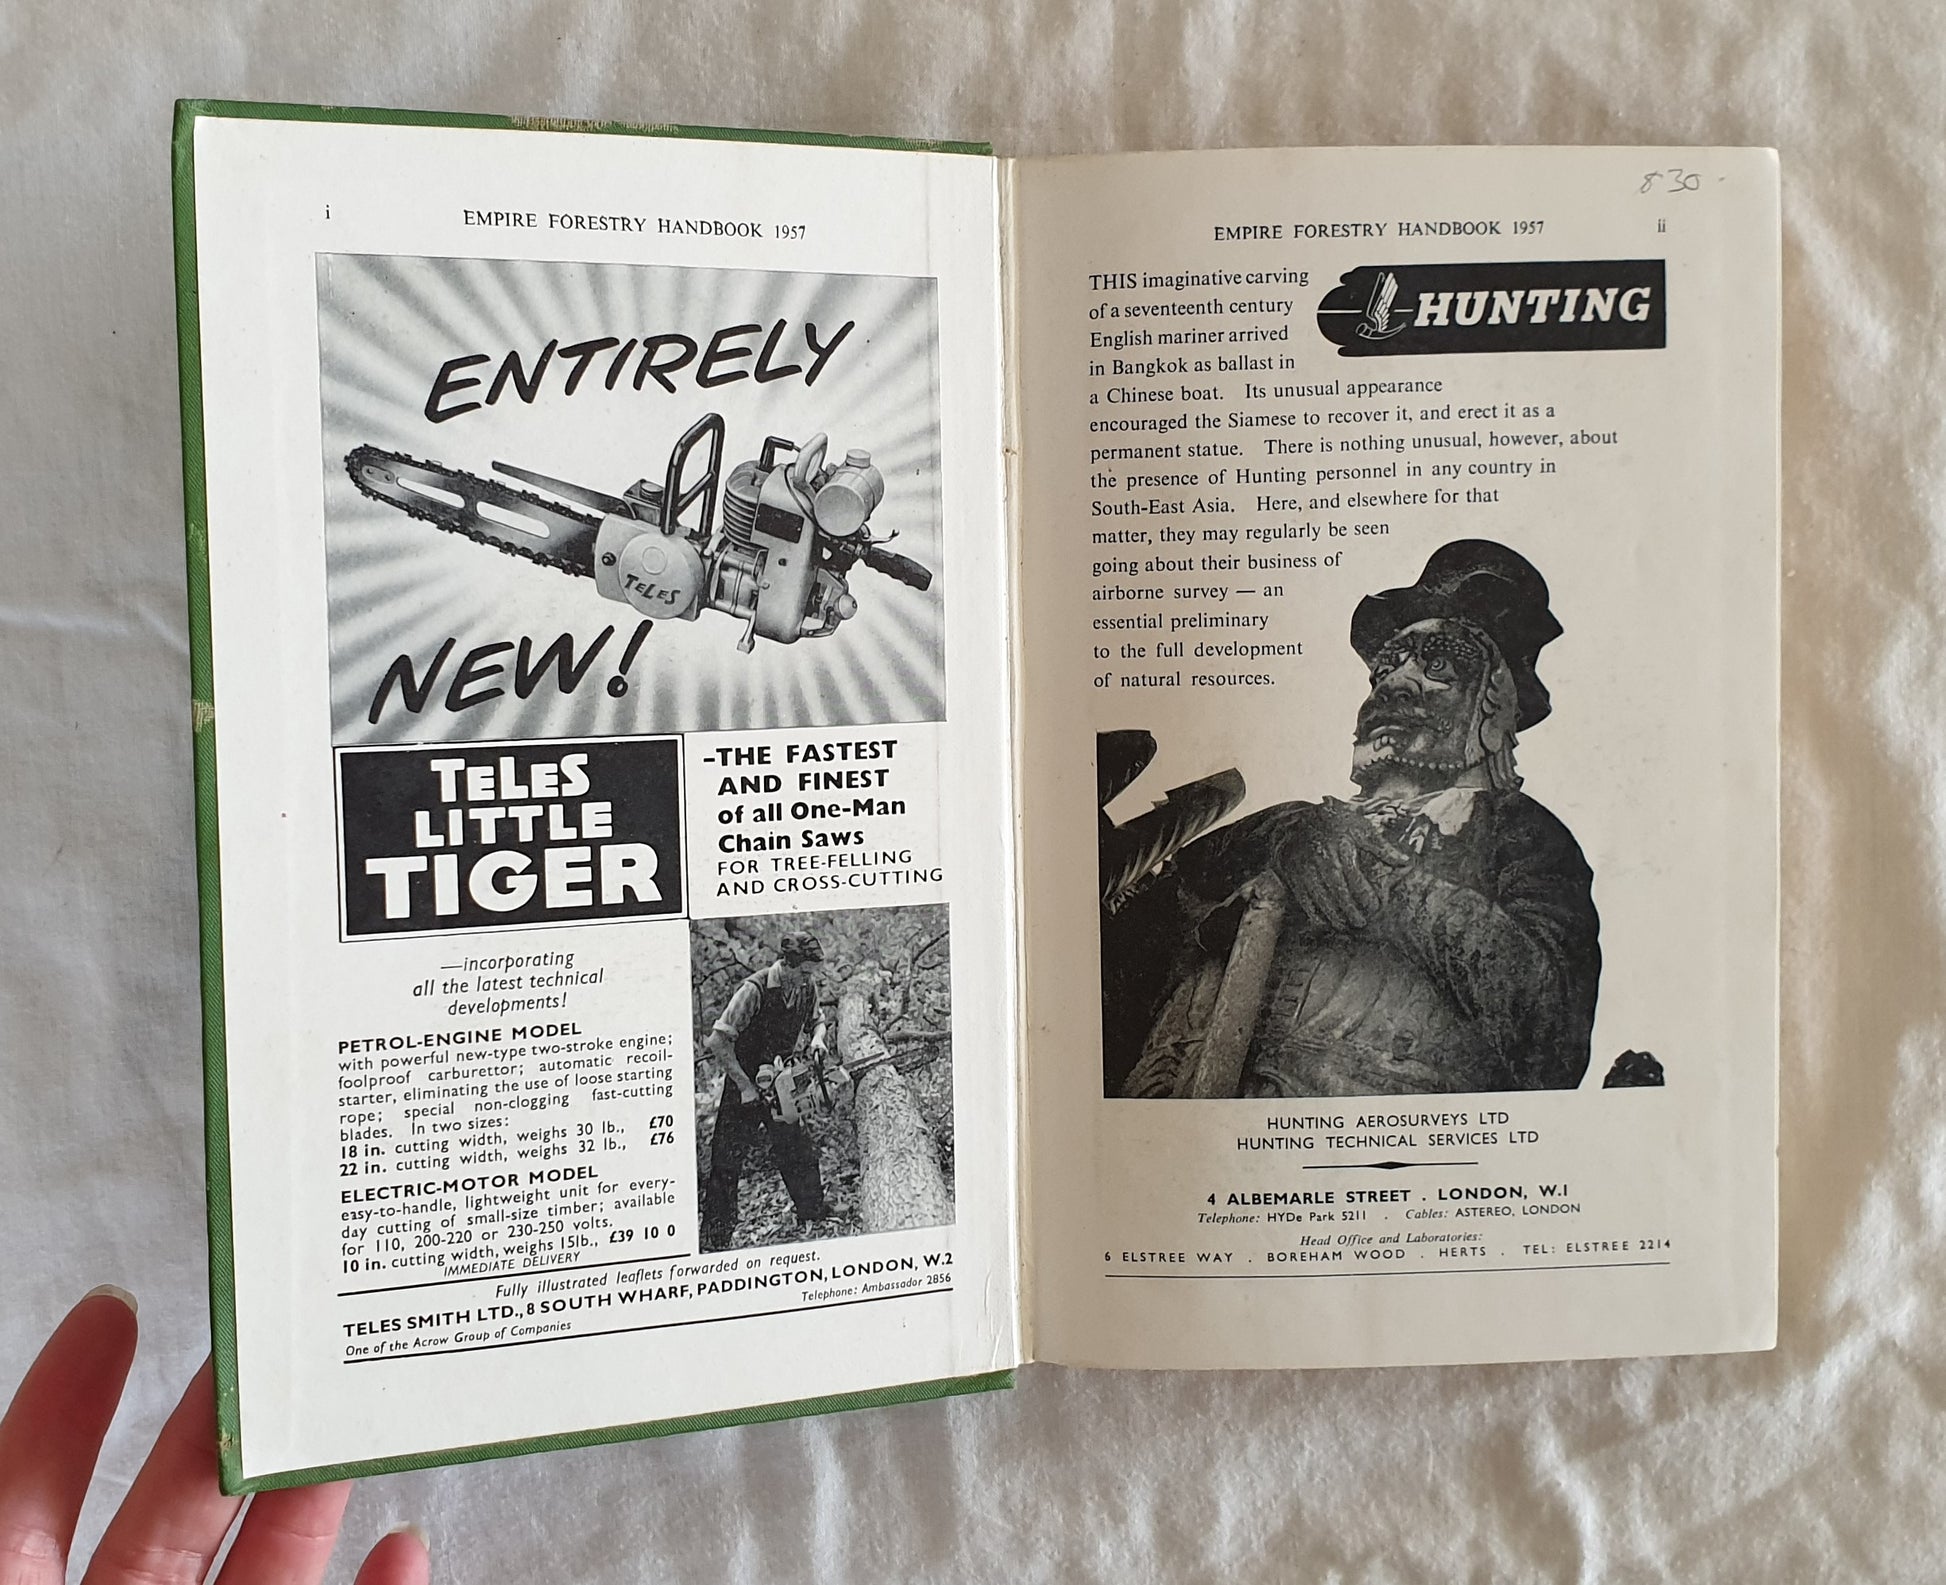 i
EMPIRE FORESTRY HANDBOOK 1957
ENTIRELY
TELES
NEW!
TELES
LITTLE
TIGER
–THE FASTEST
AND FINEST
of all One-Man
Chain Saws
FOR TREE-FELLING
AND CROSS-CUTTING
—incorporating
all the latest technical
developments!
PETROL-ENGINE MODEL
with powerful new-type two-stroke engine;
foolproof carburettor; automatic recoil-
starter, eliminating the use of loose starting
rope; special non-clogging fast-cutting
blades. In two sizes:
18 in. cutting width, weighs 30 lb., £70
22 in. cutting width, weighs 32 lb., £76
ELECTRIC-MOTOR MODEL
easy-to-handle, lightweight unit for every-
day cutting of small-size timber; available
for 110, 200-220 or 230-250 volts.
10 in. cutting width, weighs 15lb., £39 10 0
IMMEDIATE DELIVERY
Fully illustrated leaflets forwarded on request.
TELES SMITH LTD., 8 SOUTH WHARF, PADDINGTON, LONDON, W.2
One of the Acrow Group of Companies Telephone: Ambassador 2856
830
EMPIRE FORESTRY HANDBOOK 1957
ii
HUNTING
THIS imaginative carving
of a seventeenth century
English mariner arrived
in Bangkok as ballast in
a Chinese boat. Its unusual appearance
encouraged the Siamese to recover it, and erect it as a
permanent statue. There is nothing unusual, however, about
the presence of Hunting personnel in any country in
South-East Asia. Here, and elsewhere for that
matter, they may regularly be seen
going about their business of
airborne survey — an
essential preliminary
to the full development
of natural resources.
HUNTING AEROSURVEYS LTD
HUNTING TECHNICAL SERVICES LTD
4 ALBEMARLE STREET . LONDON, W.1
Telephone: HYDe Park 5211 . Cables: ASTEREO, LONDON
Head Office and Laboratories:
6 ELSTREE WAY . BOREHAM WOOD . HERTS . TEL: ELSTREE 2214